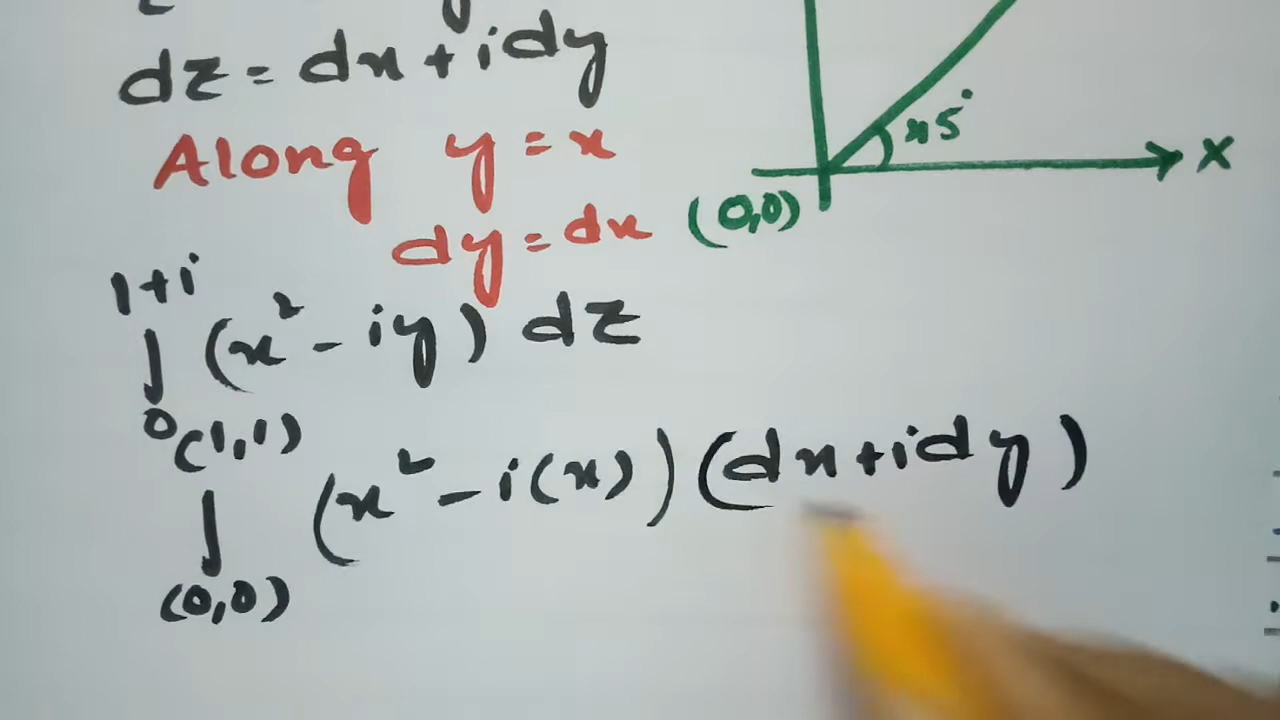 dz = dx + idy
Along y = x
dy = dx
45°
X
(0,0)
1+i
∫ (x² - iy) dz
0
(1,1)
∫ (x² - i(x)) (dx + idy)
(0,0)